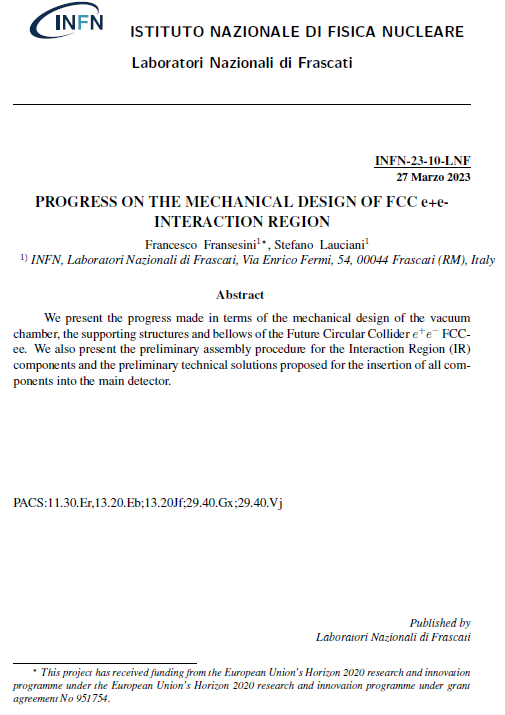 INFN
ISTITUTO NAZIONALE DI FISICA NUCLEARE
Laboratori Nazionali di Frascati
INFN-23-10-LNF
27 Marzo 2023
PROGRESS ON THE MECHANICAL DESIGN OF FCC e+e-
INTERACTION REGION
Francesco Fransesini¹*, Stefano Lauciani¹
¹⁾ INFN, Laboratori Nazionali di Frascati, Via Enrico Fermi, 54, 00044 Frascati (RM), Italy
Abstract
We present the progress made in terms of the mechanical design of the vacuum
chamber, the supporting structures and bellows of the Future Circular Collider e⁺e⁻ FCC-
ee. We also present the preliminary assembly procedure for the Interaction Region (IR)
components and the preliminary technical solutions proposed for the insertion of all com-
ponents into the main detector.
PACS:11.30.Er,13.20.Eb;13.20Jf;29.40.Gx;29.40.Vj
Published by
Laboratori Nazionali di Frascati
* This project has received funding from the European Union's Horizon 2020 research and innovation
programme under the European Union's Horizon 2020 research and innovation programme under grant
agreement No 951754.